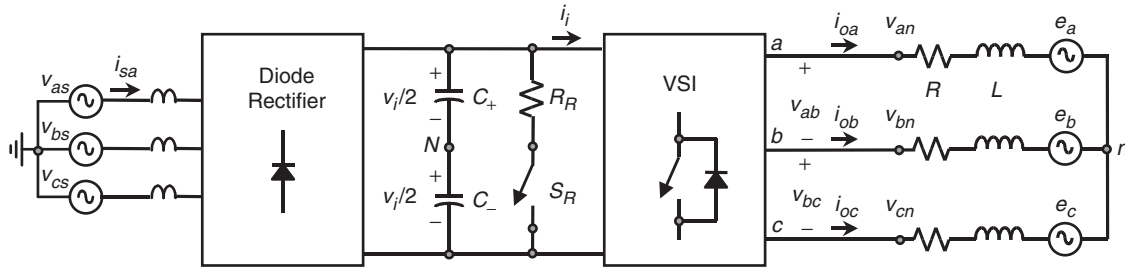 v_as
i_sa
v_bs
v_cs
Diode
Rectifier
+
v_i/2
–
C_+
N
+
v_i/2
–
C_–
R_R
S_R
i_i
VSI
a
+
v_ab
–
b
+
v_bc
–
c
i_oa
v_an
i_ob
v_bn
i_oc
v_cn
R
L
e_a
e_b
e_c